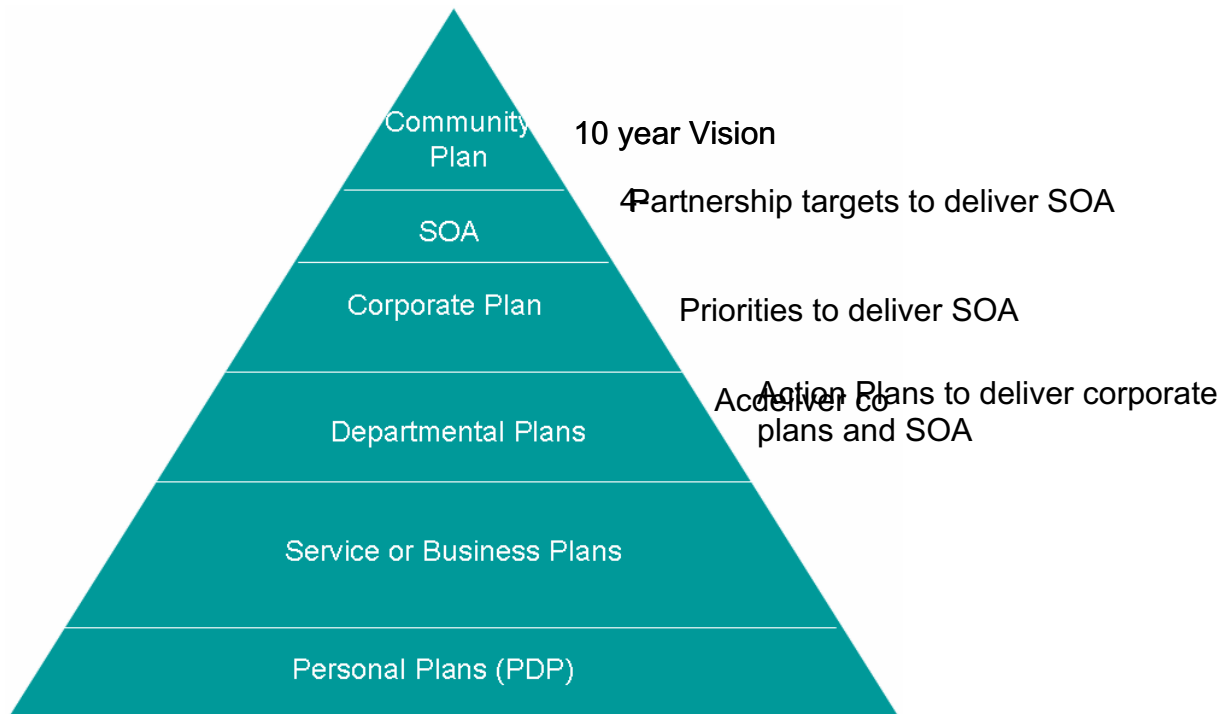 Community
Plan
10 year Vision
Partnership targets to deliver SOA
SOA
Corporate Plan
Priorities to deliver SOA
Action Plans to deliver corporate
plans and SOA
Departmental Plans
Service or Business Plans
Personal Plans (PDP)